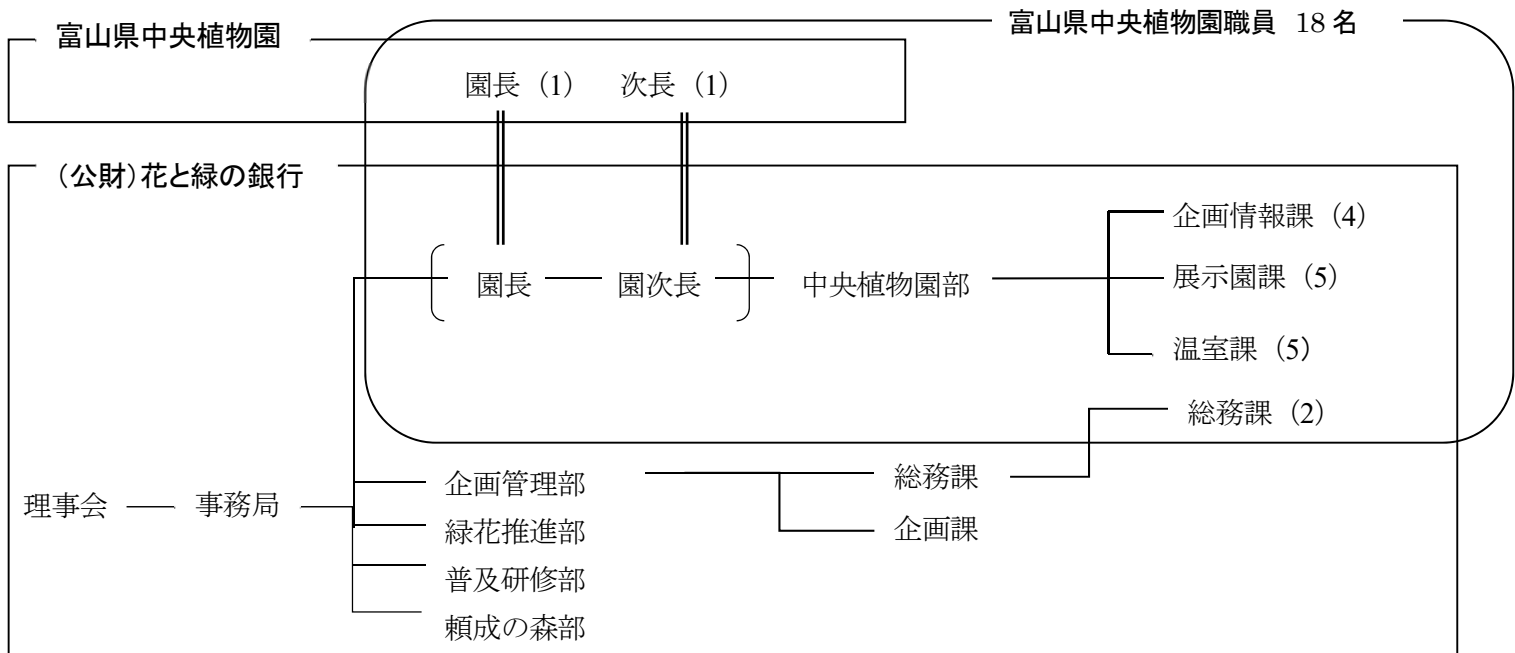 富山県中央植物園職員 18名
富山県中央植物園
園長（1） 次長（1）
（公財）花と緑の銀行
企画情報課（4）
園長 園次長 中央植物園部 展示園課（5）
温室課（5）
総務課（2）
企画管理部 総務課
理事会 事務局
緑花推進部 企画課
普及研修部
頼成の森部